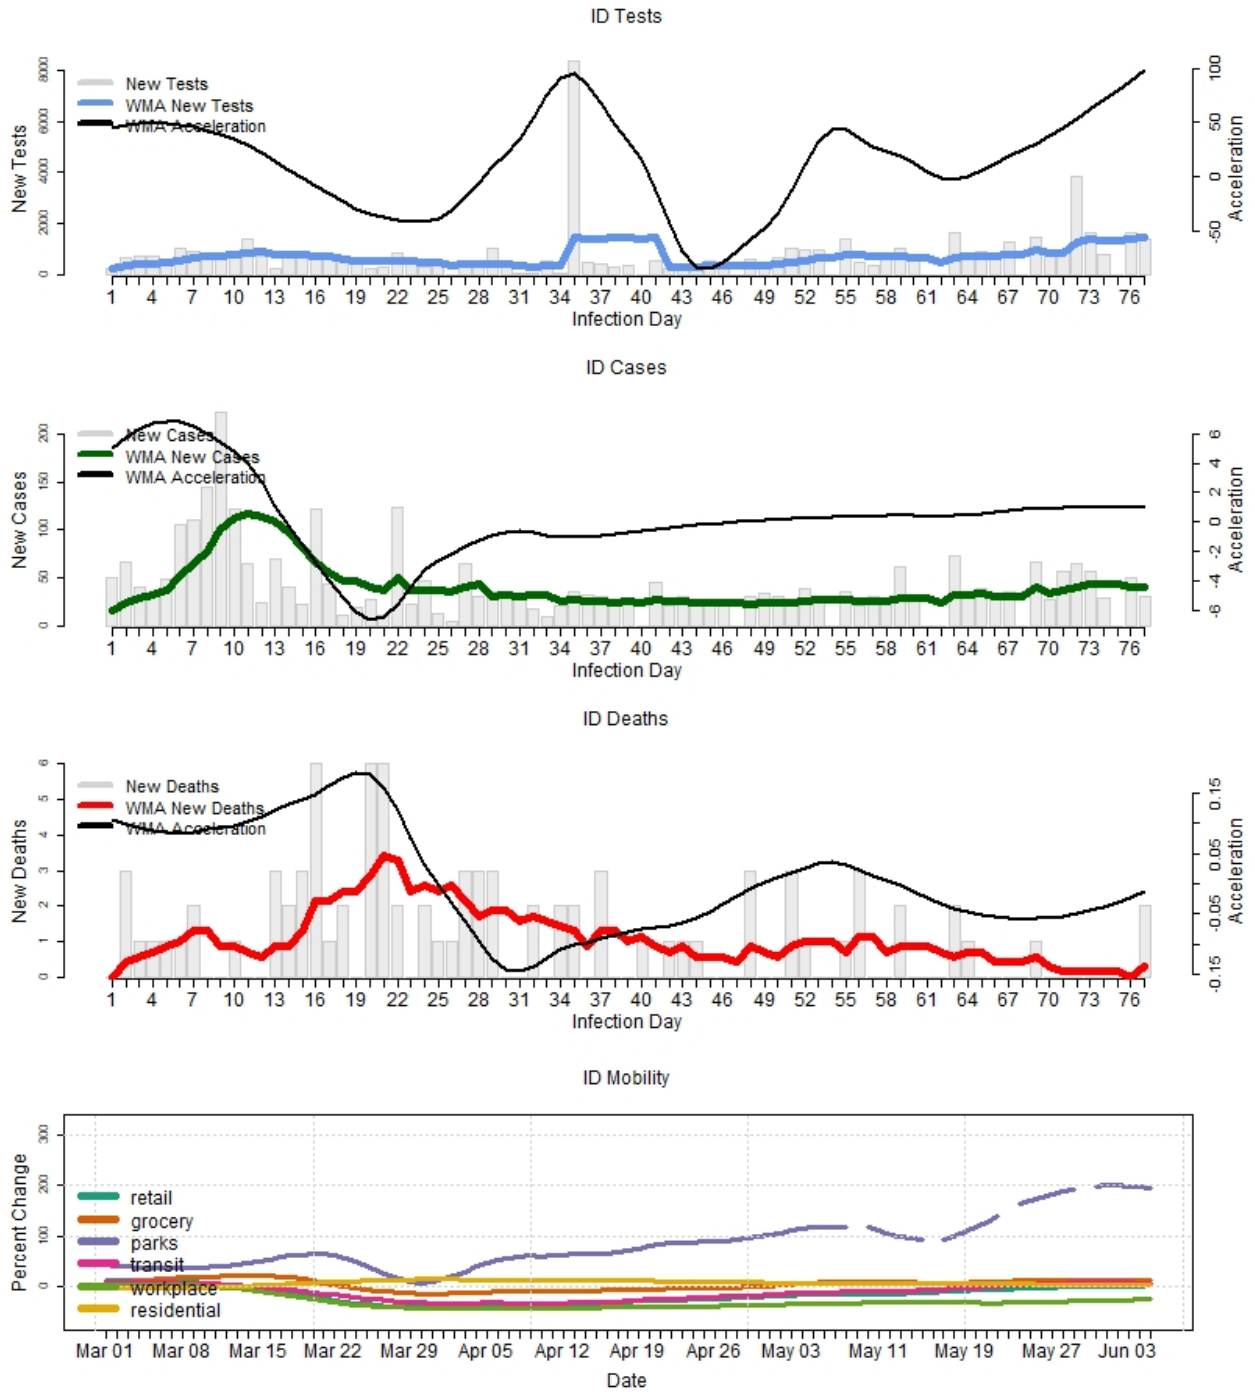 ID Tests
New Tests
WMA New Tests
WMA Acceleration
New Tests
0 2000 4000 6000 8000
-50 0 50 100
Acceleration
1 4 7 10 13 16 19 22 25 28 31 34 37 40 43 46 49 52 55 58 61 64 67 70 73 76
Infection Day
ID Cases
New Cases
WMA New Cases
WMA Acceleration
New Cases
0 50 100 150 200
-6 -4 -2 0 2 4 6
Acceleration
1 4 7 10 13 16 19 22 25 28 31 34 37 40 43 46 49 52 55 58 61 64 67 70 73 76
Infection Day
ID Deaths
New Deaths
WMA New Deaths
WMA Acceleration
New Deaths
0 1 2 3 4 5 6
-0.15 -0.05 0.05 0.15
Acceleration
1 4 7 10 13 16 19 22 25 28 31 34 37 40 43 46 49 52 55 58 61 64 67 70 73 76
Infection Day
ID Mobility
retail
grocery
parks
transit
workplace
residential
Percent Change
0 100 200 300
Mar 01 Mar 08 Mar 15 Mar 22 Mar 29 Apr 05 Apr 12 Apr 19 Apr 26 May 03 May 11 May 19 May 27 Jun 03
Date